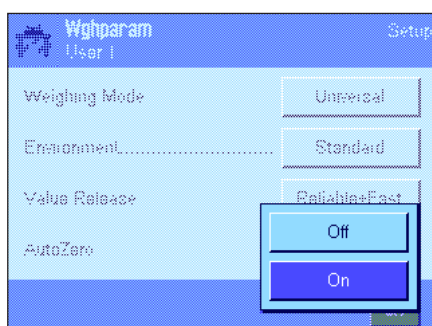 Wghparam
User 1
Setup
Weighing Mode
Universal
Environment....................
Standard
Value Release
Reliable+Fast
AutoZero
Off
On